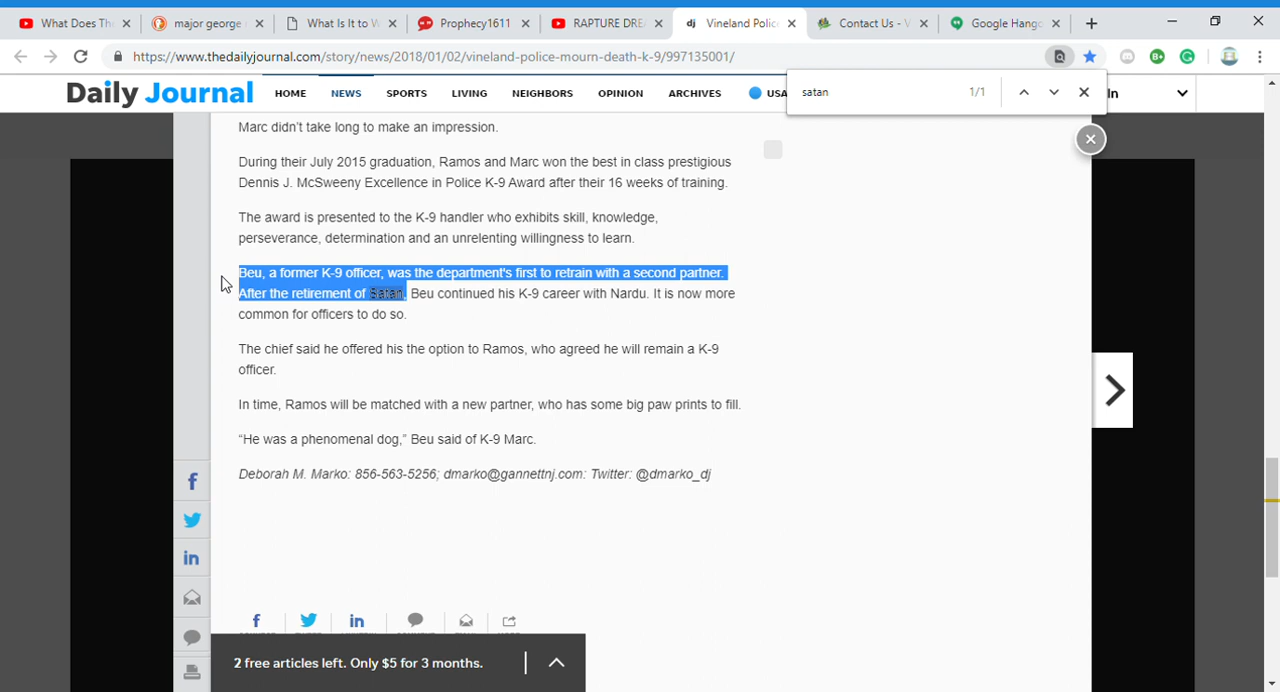 What Does The
major george
What Is It to W
Prophecy1611
RAPTURE DRE
Vineland Polic
Contact Us - V
Google Hango
https://www.thedailyjournal.com/story/news/2018/01/02/vineland-police-mourn-death-k-9/997135001/
Daily Journal
HOME NEWS SPORTS LIVING NEIGHBORS OPINION ARCHIVES USA
satan 1/1
In
Marc didn't take long to make an impression.
During their July 2015 graduation, Ramos and Marc won the best in class prestigious
Dennis J. McSweeny Excellence in Police K-9 Award after their 16 weeks of training.
The award is presented to the K-9 handler who exhibits skill, knowledge,
perseverance, determination and an unrelenting willingness to learn.
Beu, a former K-9 officer, was the department's first to retrain with a second partner.
After the retirement of Satan, Beu continued his K-9 career with Nardu. It is now more
common for officers to do so.
The chief said he offered his the option to Ramos, who agreed he will remain a K-9
officer.
In time, Ramos will be matched with a new partner, who has some big paw prints to fill.
“He was a phenomenal dog,” Beu said of K-9 Marc.
Deborah M. Marko: 856-563-5256; dmarko@gannettnj.com: Twitter: @dmarko_dj
2 free articles left. Only $5 for 3 months.